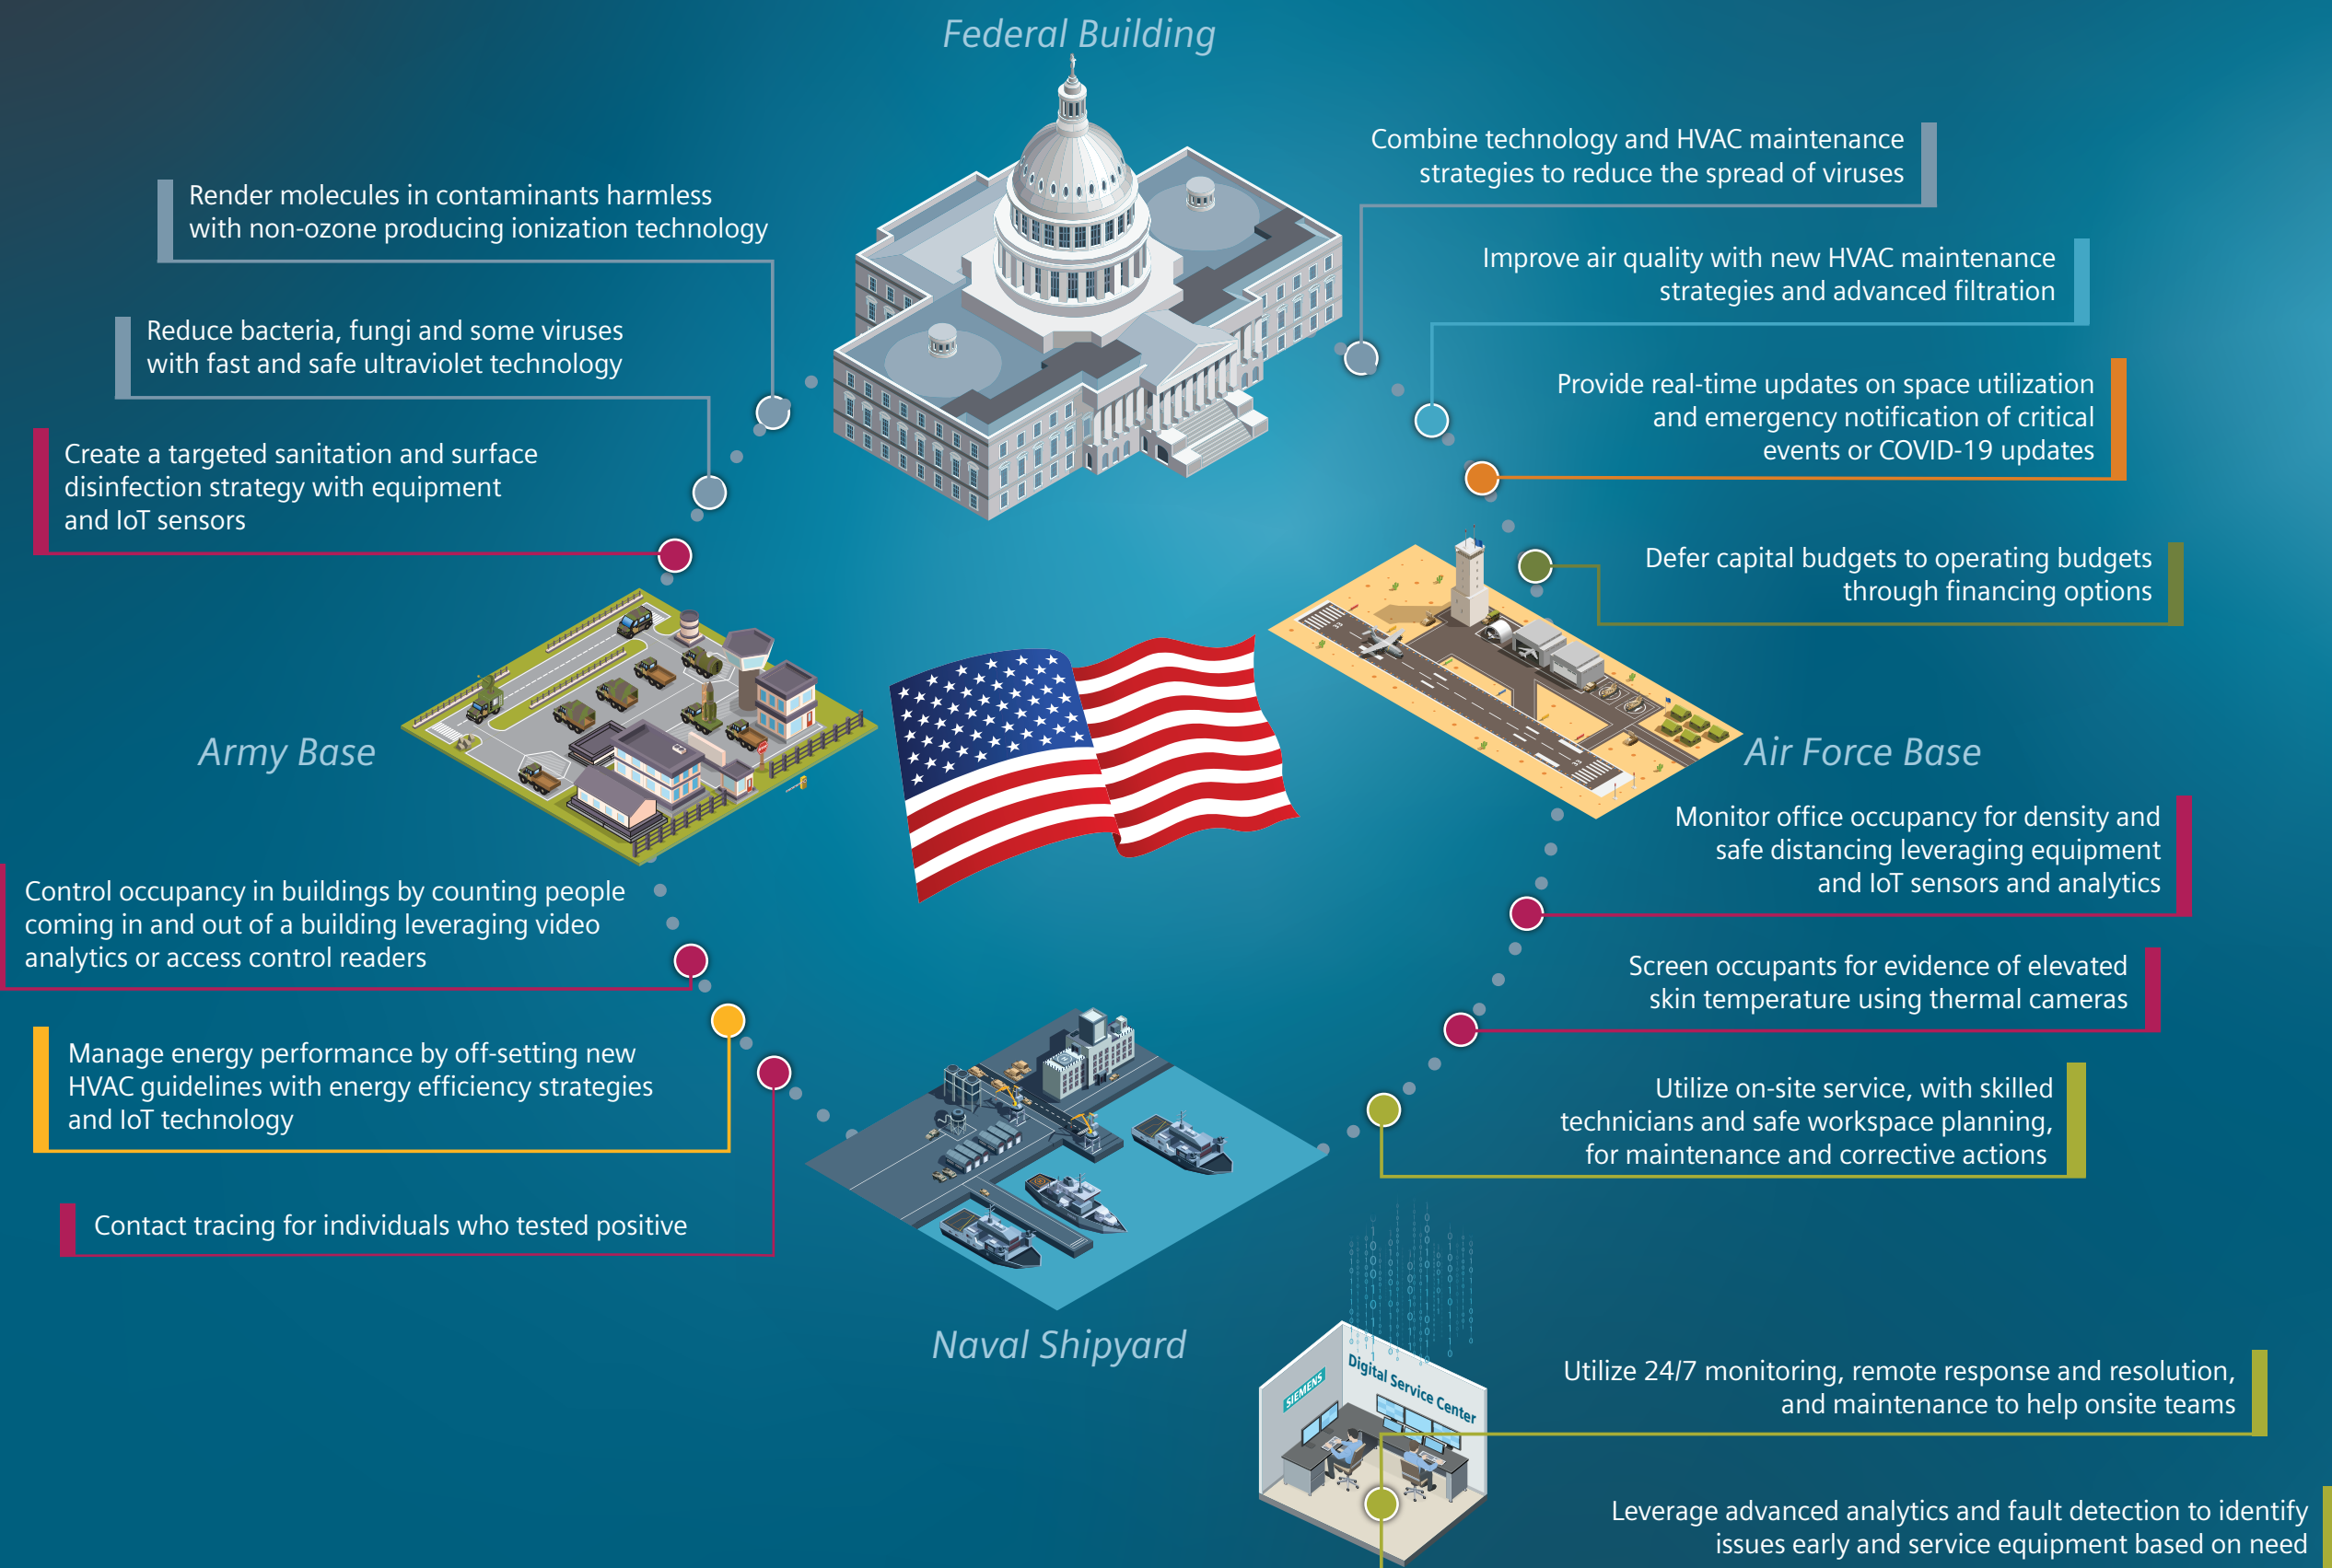 Federal Building
Combine technology and HVAC maintenance
strategies to reduce the spread of viruses
Render molecules in contaminants harmless
with non-ozone producing ionization technology
Improve air quality with new HVAC maintenance
strategies and advanced filtration
Reduce bacteria, fungi and some viruses
with fast and safe ultraviolet technology
Provide real-time updates on space utilization
and emergency notification of critical
events or COVID-19 updates
Create a targeted sanitation and surface
disinfection strategy with equipment
and IoT sensors
Defer capital budgets to operating budgets
through financing options
Army Base
Air Force Base
Monitor office occupancy for density and
safe distancing leveraging equipment
and IoT sensors and analytics
Control occupancy in buildings by counting people
coming in and out of a building leveraging video
analytics or access control readers
Screen occupants for evidence of elevated
skin temperature using thermal cameras
Manage energy performance by off-setting new
HVAC guidelines with energy efficiency strategies
and IoT technology
Utilize on-site service, with skilled
technicians and safe workspace planning,
for maintenance and corrective actions
Contact tracing for individuals who tested positive
Naval Shipyard
SIEMENS
Digital Service Center
Utilize 24/7 monitoring, remote response and resolution,
and maintenance to help onsite teams
Leverage advanced analytics and fault detection to identify
issues early and service equipment based on need